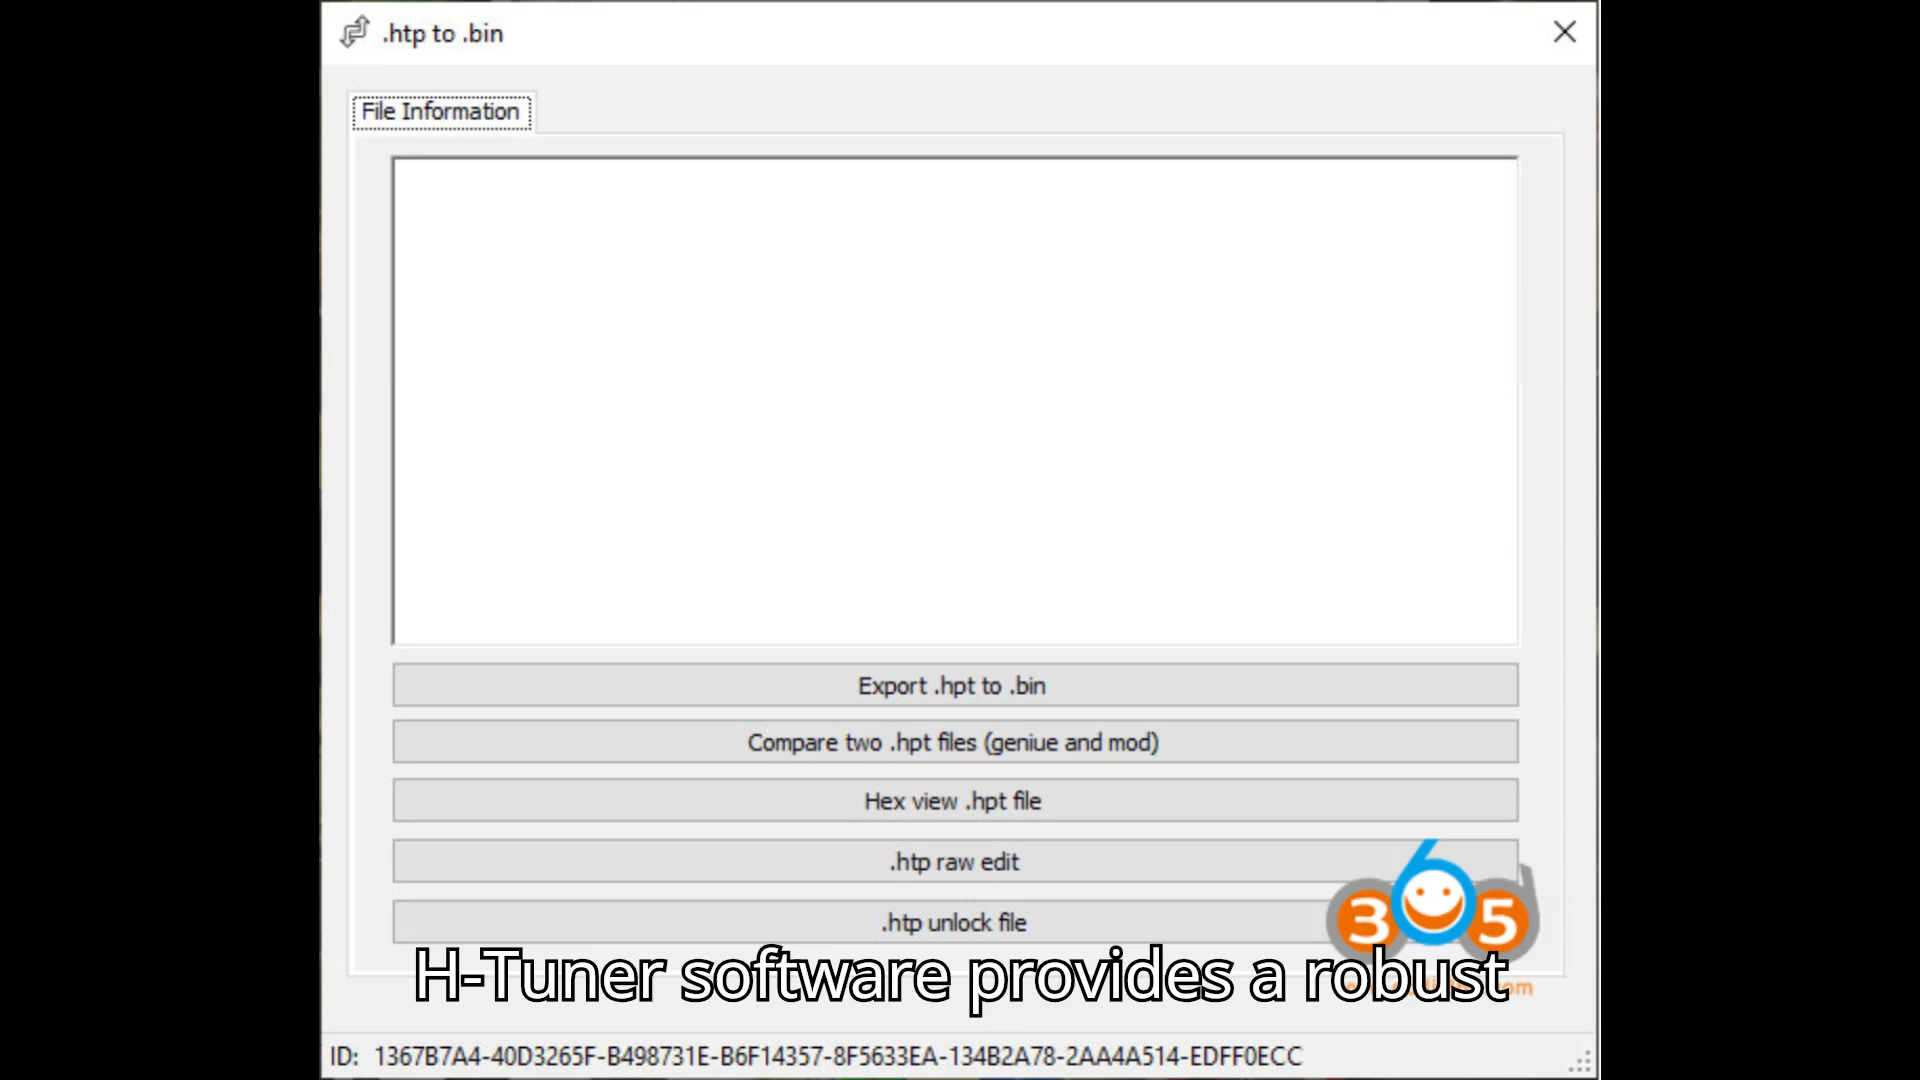 .htp to .bin
File Information
Export .hpt to .bin
Compare two .hpt files (geniue and mod)
Hex view .hpt file
.htp raw edit
.htp unlock file
365
H-Tuner software provides a robust
ID: 1367B7A4-40D3265F-B498731E-B6F14357-8F5633EA-134B2A78-2AA4A514-EDFF0ECC